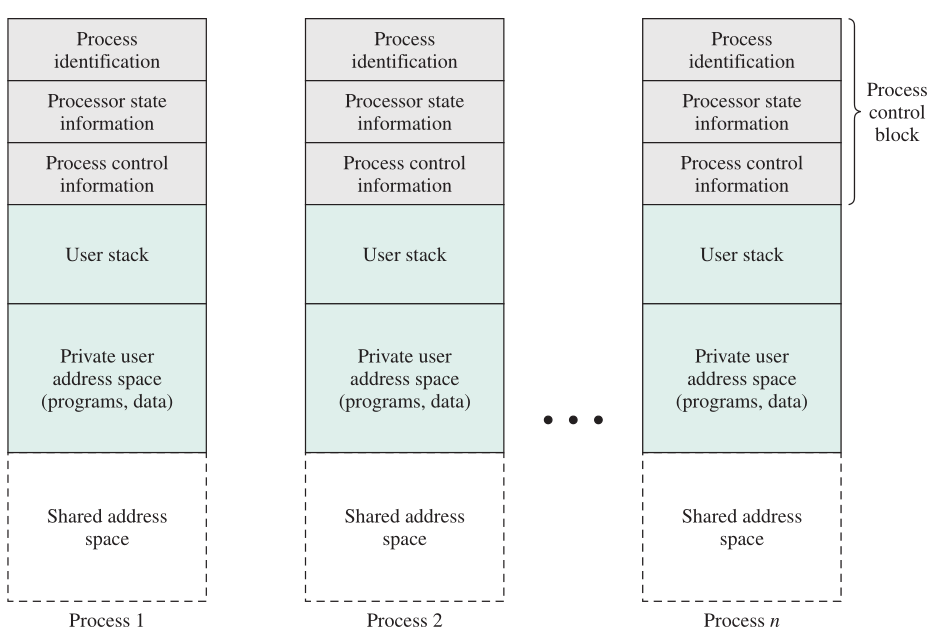 Process
identification
Processor state
information
Process control
information
User stack
Private user
address space
(programs, data)
Shared address
space
Process 1
Process
identification
Processor state
information
Process control
information
User stack
Private user
address space
(programs, data)
Shared address
space
Process 2
• • •
Process
identification
Processor state
information
Process control
information
User stack
Private user
address space
(programs, data)
Shared address
space
Process n
Process
control
block